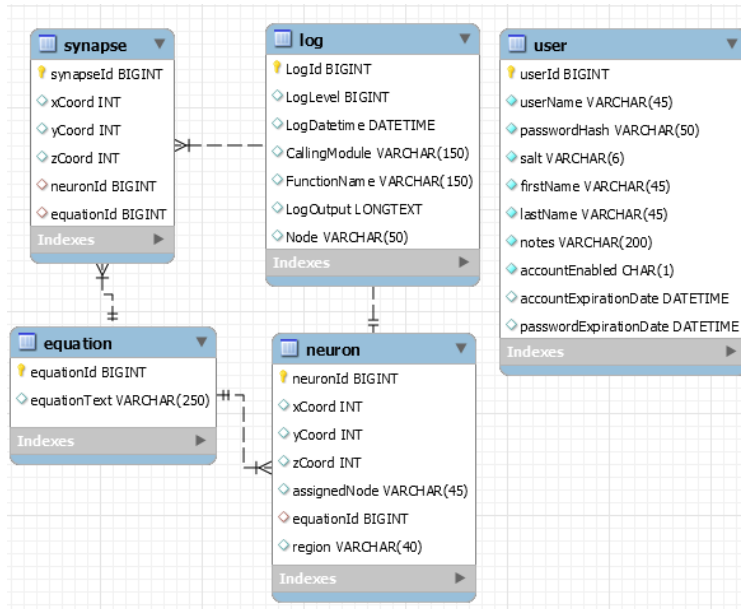 synapse
synapseId BIGINT
xCoord INT
yCoord INT
zCoord INT
neuronId BIGINT
equationId BIGINT
Indexes
log
LogId BIGINT
LogLevel BIGINT
LogDatetime DATETIME
CallingModule VARCHAR(150)
FunctionName VARCHAR(150)
LogOutput LONGTEXT
Node VARCHAR(50)
Indexes
user
userId BIGINT
userName VARCHAR(45)
passwordHash VARCHAR(50)
salt VARCHAR(6)
firstName VARCHAR(45)
lastName VARCHAR(45)
notes VARCHAR(200)
accountEnabled CHAR(1)
accountExpirationDate DATETIME
passwordExpirationDate DATETIME
Indexes
equation
equationId BIGINT
equationText VARCHAR(250)
Indexes
neuron
neuronId BIGINT
xCoord INT
yCoord INT
zCoord INT
assignedNode VARCHAR(45)
equationId BIGINT
region VARCHAR(40)
Indexes